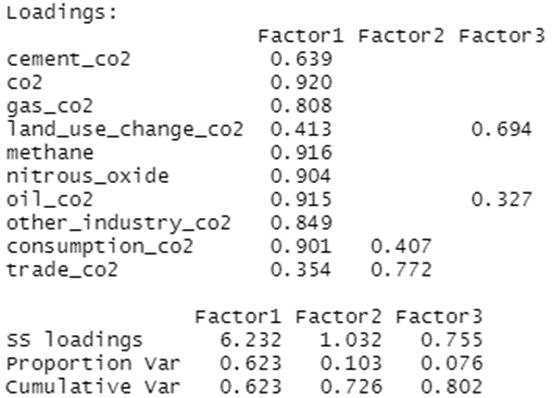 Loadings:
                    Factor1 Factor2 Factor3
cement_co2           0.639
co2                  0.920
gas_co2              0.808
land_use_change_co2  0.413           0.694
methane              0.916
nitrous_oxide        0.904
oil_co2              0.915           0.327
other_industry_co2   0.849
consumption_co2      0.901   0.407
trade_co2            0.354   0.772

               Factor1 Factor2 Factor3
SS loadings      6.232   1.032   0.755
Proportion Var   0.623   0.103   0.076
Cumulative Var   0.623   0.726   0.802